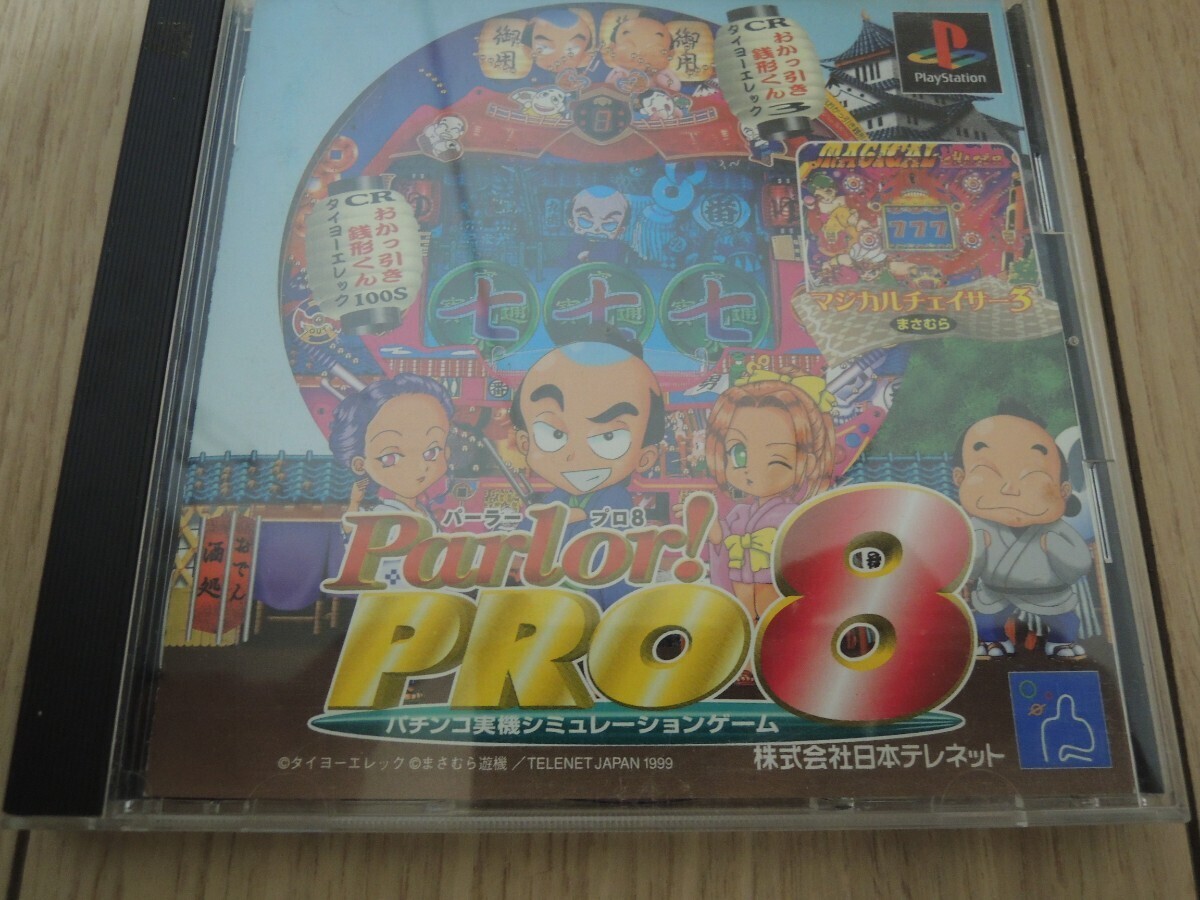 御用
御用
CR
おかっ引き
銭形くん3
タイヨーエレック
PlayStation
CR
おかっ引き
銭形くん
100S
タイヨーエレック
MAGICAL
777
マジカルチェイサー3
まさむら
番
七 七 七
パーラー プロ8
Parlor!
PRO 8
おでん
酒処
パチンコ実機シミュレーションゲーム
©タイヨーエレック ©まさむら遊機/TELENET JAPAN 1999
株式会社日本テレネット